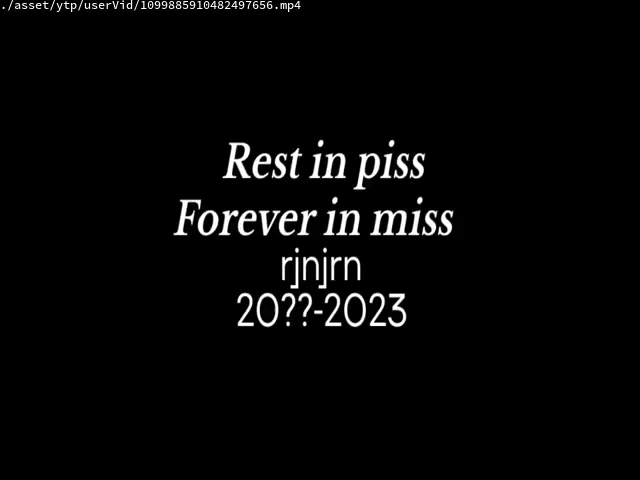 ./asset/ytp/userVid/1099885910482497656.mp4
Rest in piss
Forever in miss
rjnjrn
20??-2023